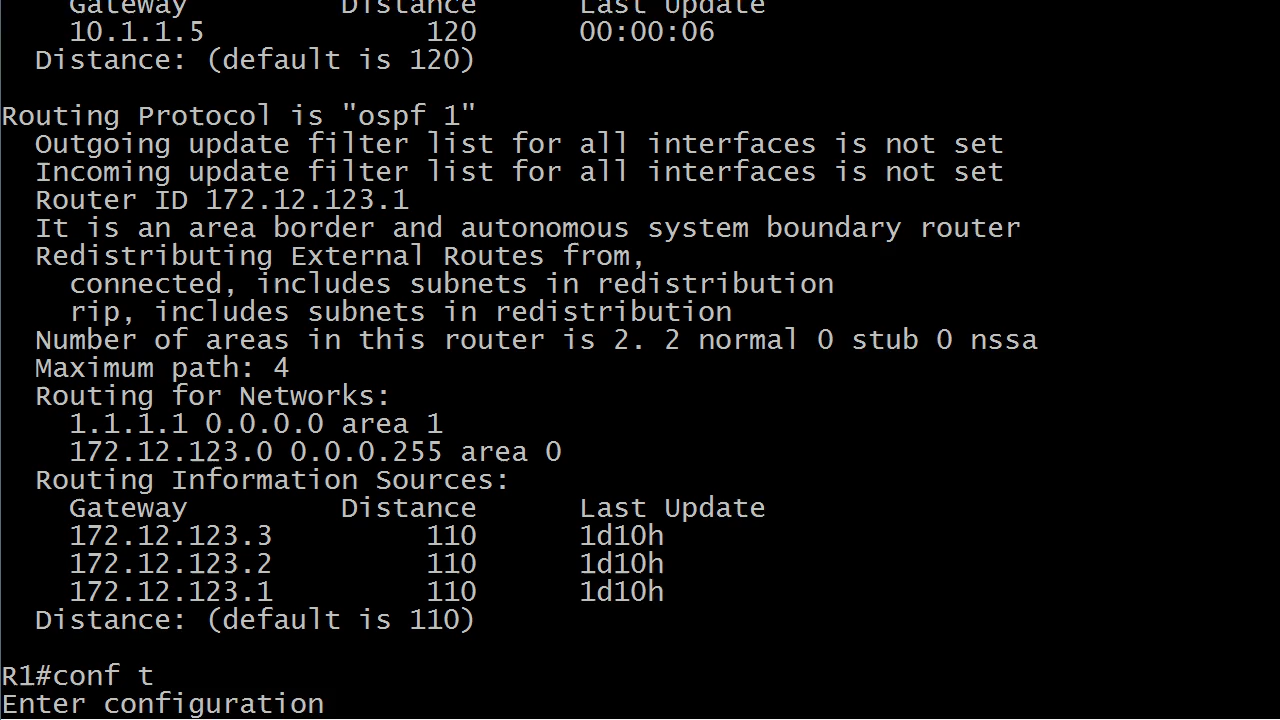 Gateway Distance Last Update
10.1.1.5 120 00:00:06
Distance: (default is 120)
Routing Protocol is "ospf 1"
Outgoing update filter list for all interfaces is not set
Incoming update filter list for all interfaces is not set
Router ID 172.12.123.1
It is an area border and autonomous system boundary router
Redistributing External Routes from,
connected, includes subnets in redistribution
rip, includes subnets in redistribution
Number of areas in this router is 2. 2 normal 0 stub 0 nssa
Maximum path: 4
Routing for Networks:
1.1.1.1 0.0.0.0 area 1
172.12.123.0 0.0.0.255 area 0
Routing Information Sources:
Gateway Distance Last Update
172.12.123.3 110 1d10h
172.12.123.2 110 1d10h
172.12.123.1 110 1d10h
Distance: (default is 110)
R1#conf t
Enter configuration